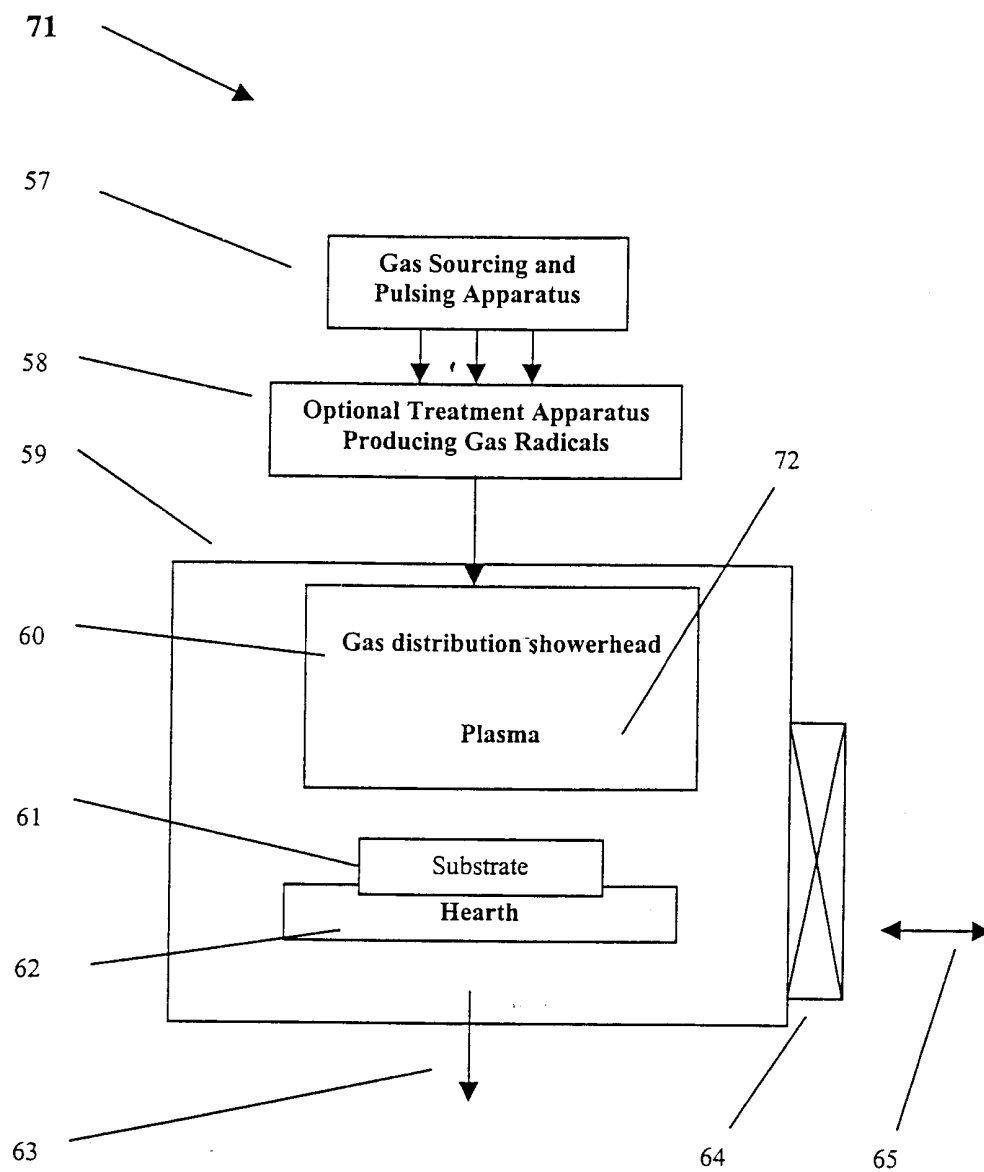 71
57
Gas Sourcing and
Pulsing Apparatus
58
Optional Treatment Apparatus
Producing Gas Radicals
59
72
60
Gas distribution showerhead
Plasma
61
Substrate
Hearth
62
63
64
65